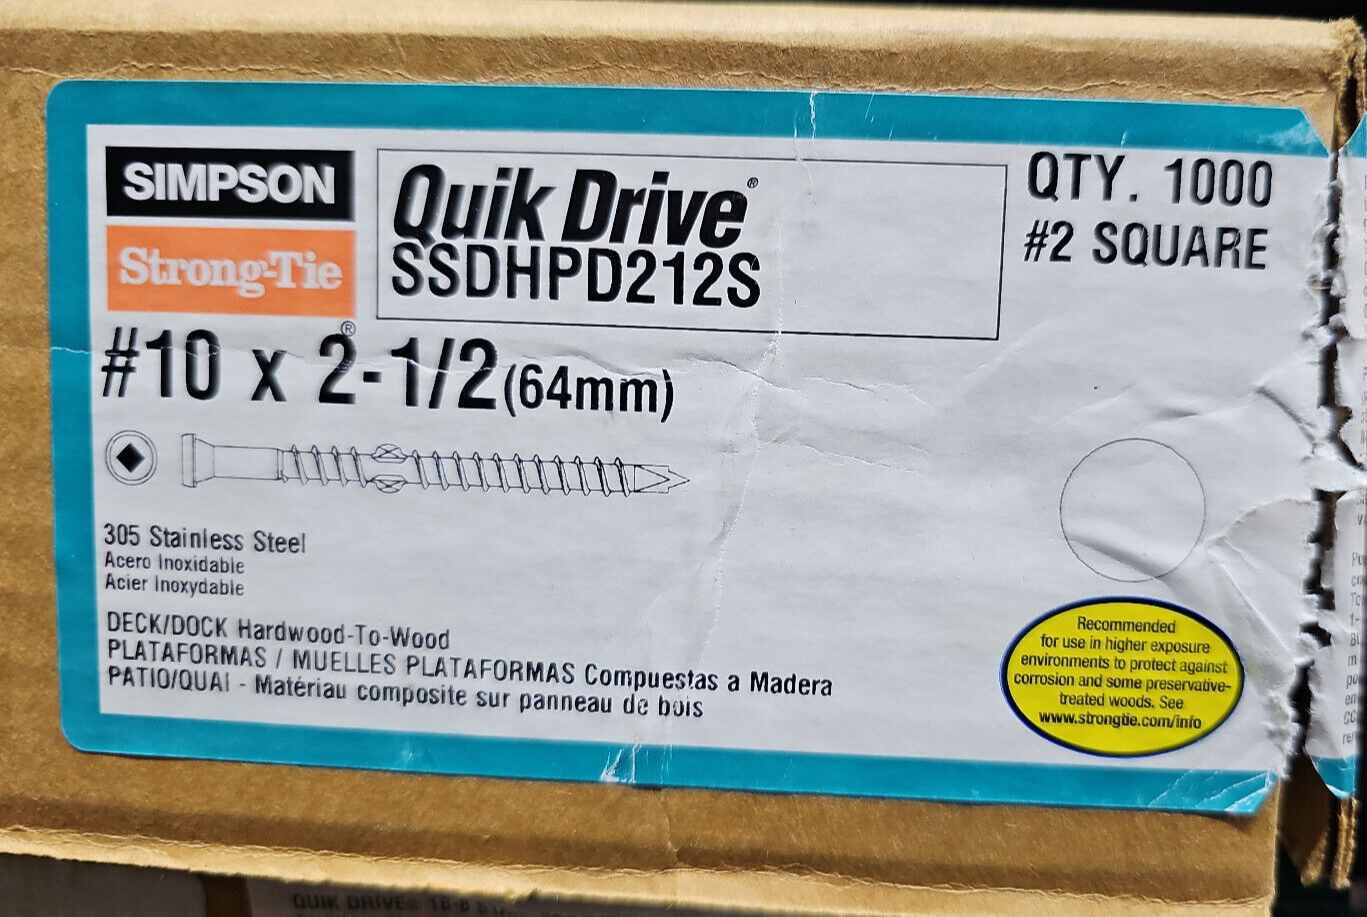 SIMPSON
Strong-Tie
®
Quik Drive®
SSDHPD212S
QTY. 1000
#2 SQUARE
#10 x 2-1/2 (64mm)
305 Stainless Steel
Acero Inoxidable
Acier Inoxydable
DECK/DOCK Hardwood-To-Wood
PLATAFORMAS / MUELLES PLATAFORMAS Compuestas a Madera
PATIO/QUAI - Matériau composite sur panneau de bois
Recommended
for use in higher exposure
environments to protect against
corrosion and some preservative-
treated woods. See
www.strongtie.com/info
QUIK DRIVE®